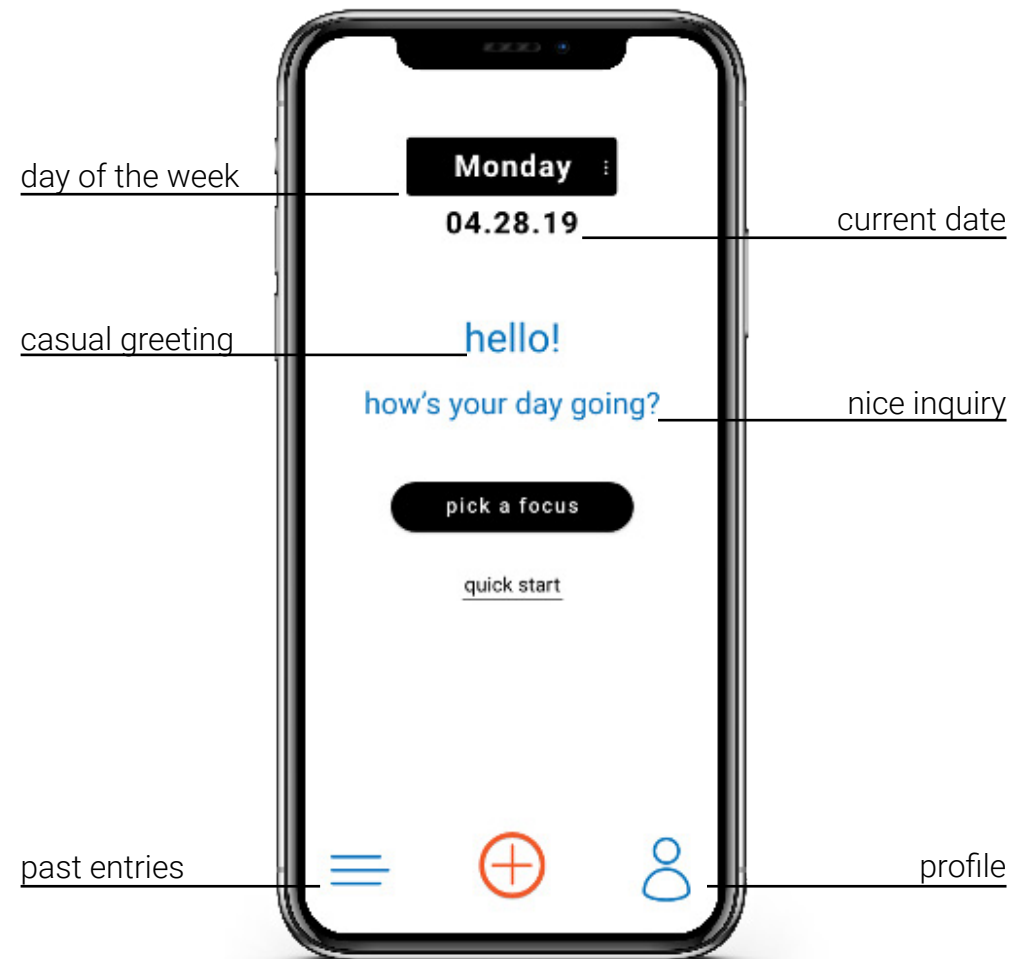 Monday
day of the week
04.28.19
current date
hello!
casual greeting
how's your day going?
nice inquiry
pick a focus
quick start
past entries
profile